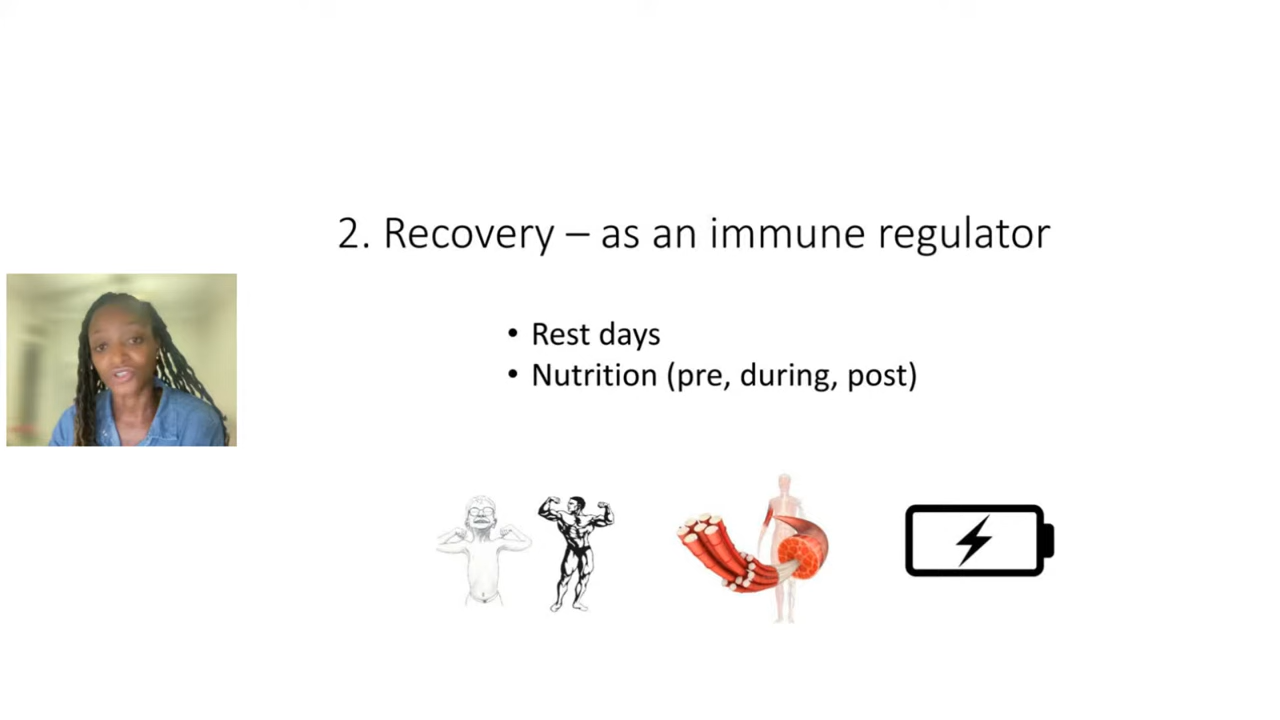 2. Recovery – as an immune regulator
• Rest days
• Nutrition (pre, during, post)